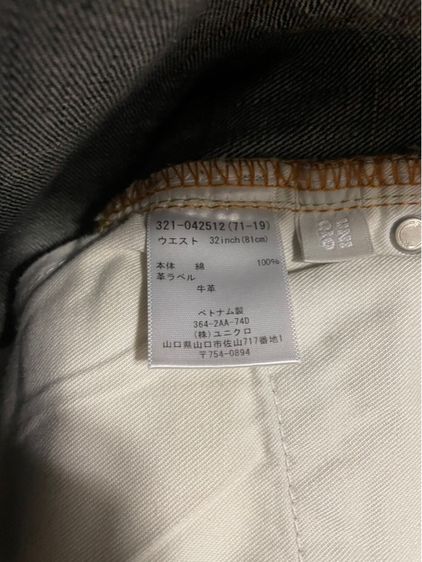 321-042512(71-19)
ウエスト 32inch(81cm)
本体 綿 100%
革ラベル
牛革
ベトナム製
364-2AA-74D
(株)ユニクロ
山口県山口市佐山717番地1
〒754-0894
UNI
QLO